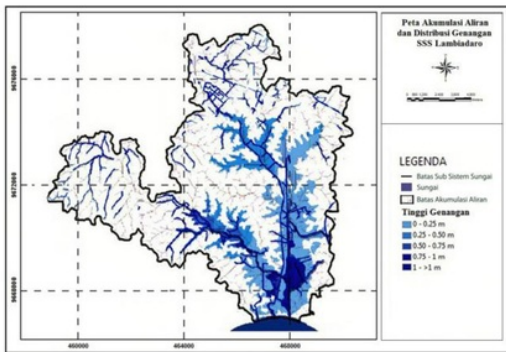 Peta Akumulasi Aliran
dan Distribusi Genangan
SSS Lambiadaro
LEGENDA
Batas Sub Sistem Sungai
Sungai
Batas Akumulasi Aliran
Tinggi Genangan
0 - 0.25 m
0.25 - 0.50 m
0.50 - 0.75 m
0.75 - 1 m
1 - >1 m
460000
464000
468000